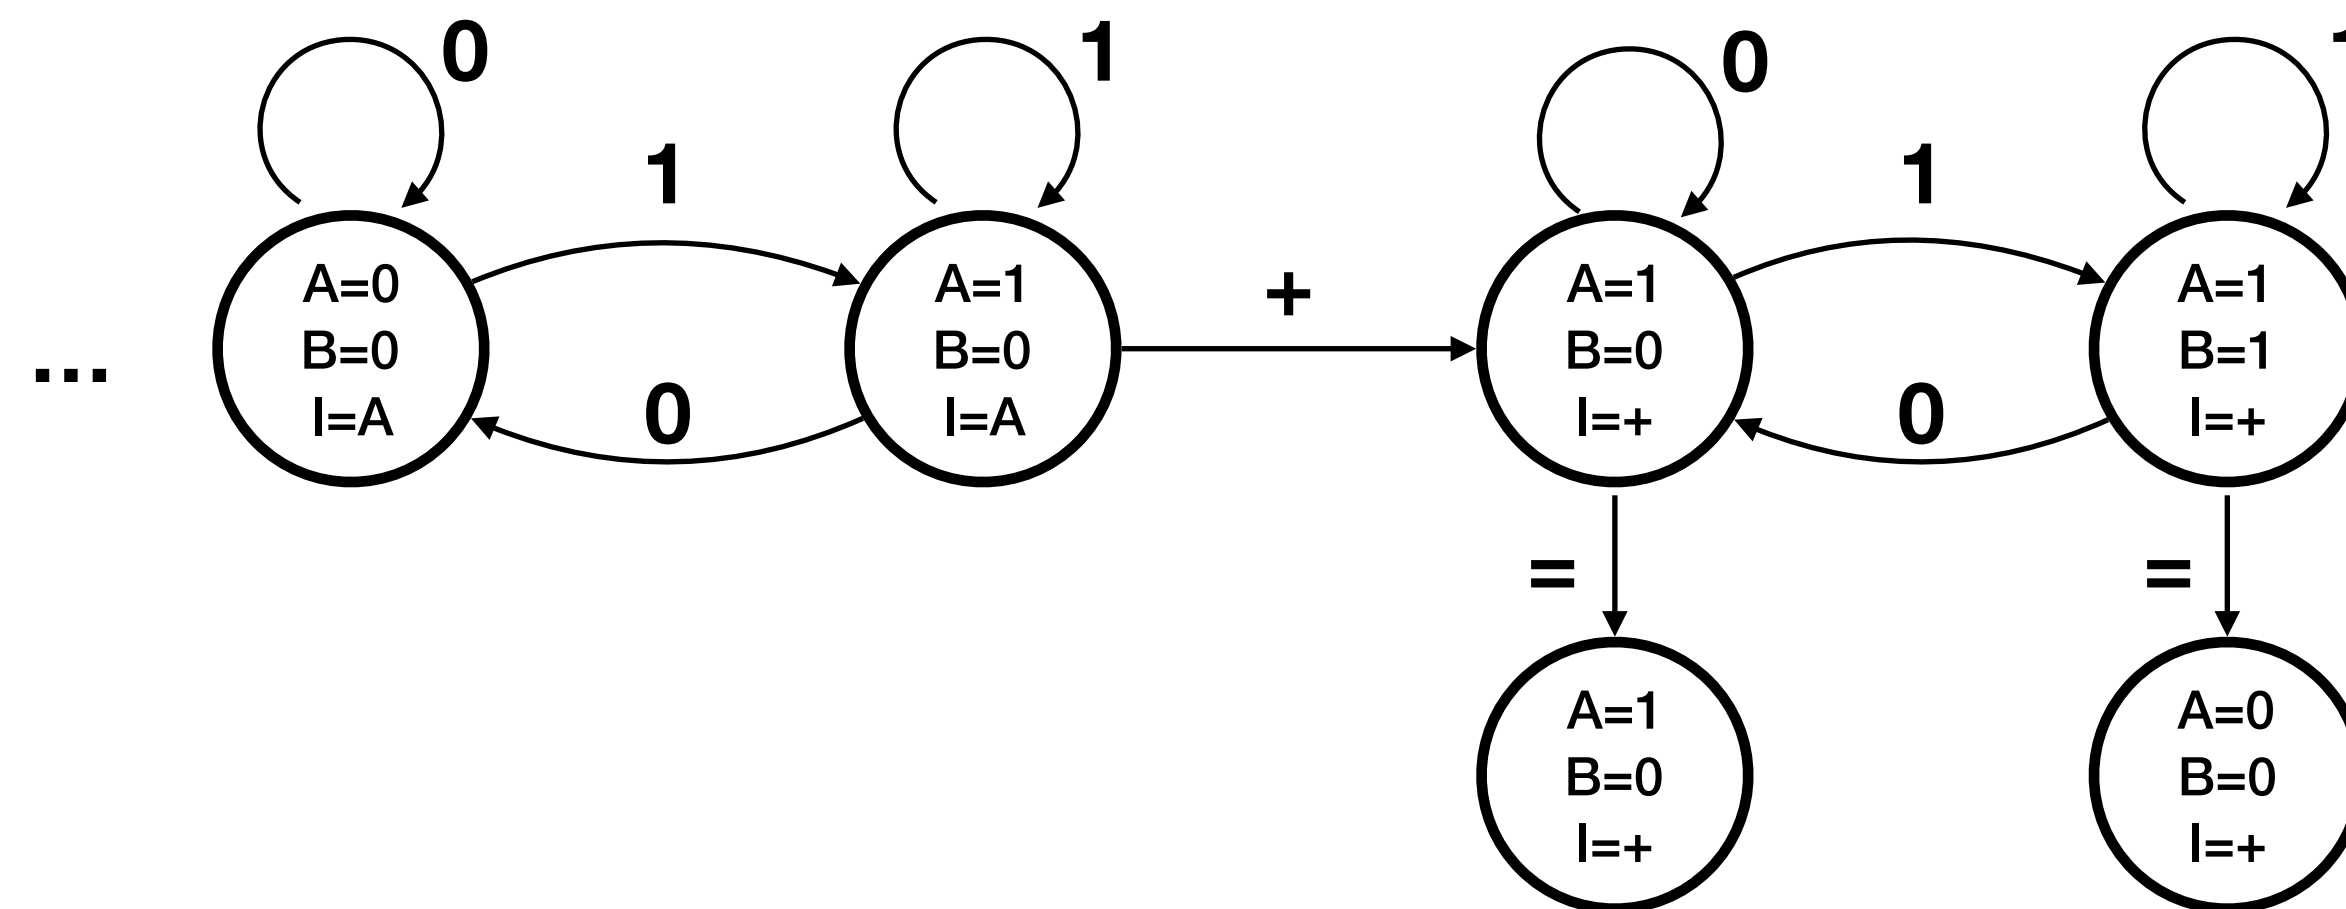 0
1
0
1
1
1
A=0
B=0
I=A
A=1
B=0
I=A
+
A=1
B=0
I=+
A=1
B=1
I=+
...
0
0
=
=
A=1
B=0
I=+
A=0
B=0
I=+